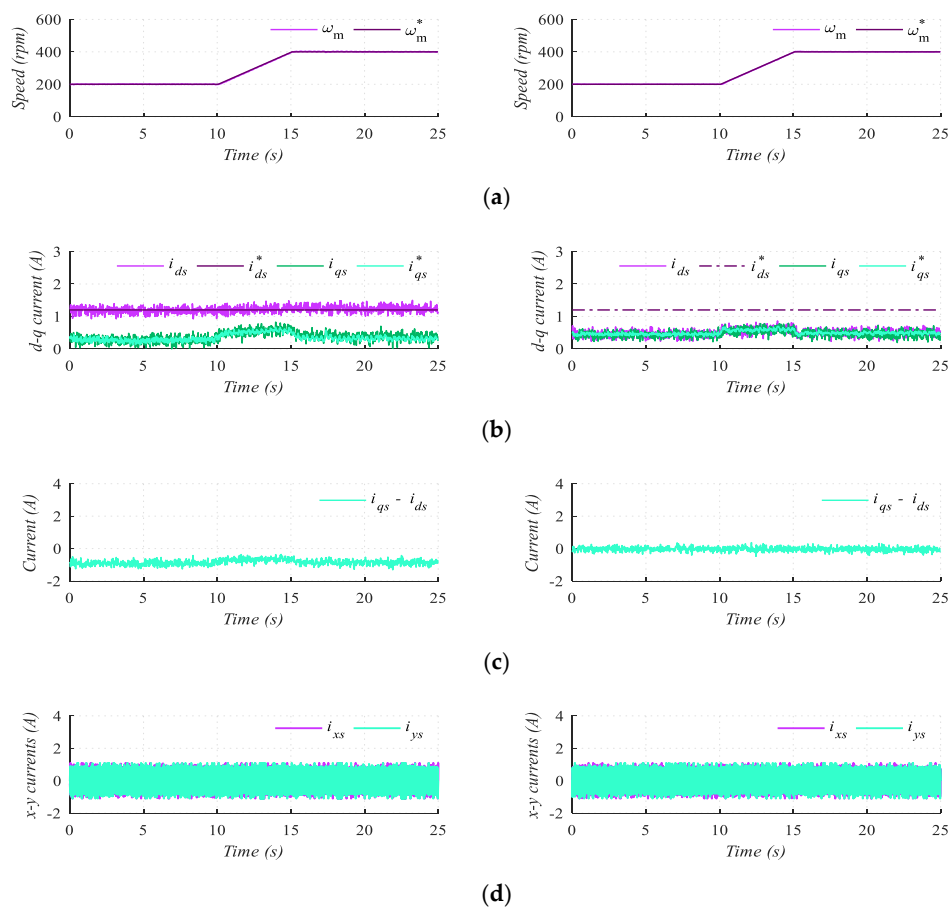 Speed (rpm)
600
400
200
0
ω_m ω_m^*
0 5 10 15 20 25
Time (s)
Speed (rpm)
600
400
200
0
ω_m ω_m^*
0 5 10 15 20 25
Time (s)
(a)
d-q current (A)
3
2
1
0
i_ds i_ds^* i_qs i_qs^*
0 5 10 15 20 25
Time (s)
d-q current (A)
3
2
1
0
i_ds i_ds^* i_qs i_qs^*
0 5 10 15 20 25
Time (s)
(b)
Current (A)
4
2
0
-2
i_qs - i_ds
0 5 10 15 20 25
Time (s)
Current (A)
4
2
0
-2
i_qs - i_ds
0 5 10 15 20 25
Time (s)
(c)
x-y currents (A)
4
2
0
-2
i_xs i_ys
0 5 10 15 20 25
Time (s)
x-y currents (A)
4
2
0
-2
i_xs i_ys
0 5 10 15 20 25
Time (s)
(d)